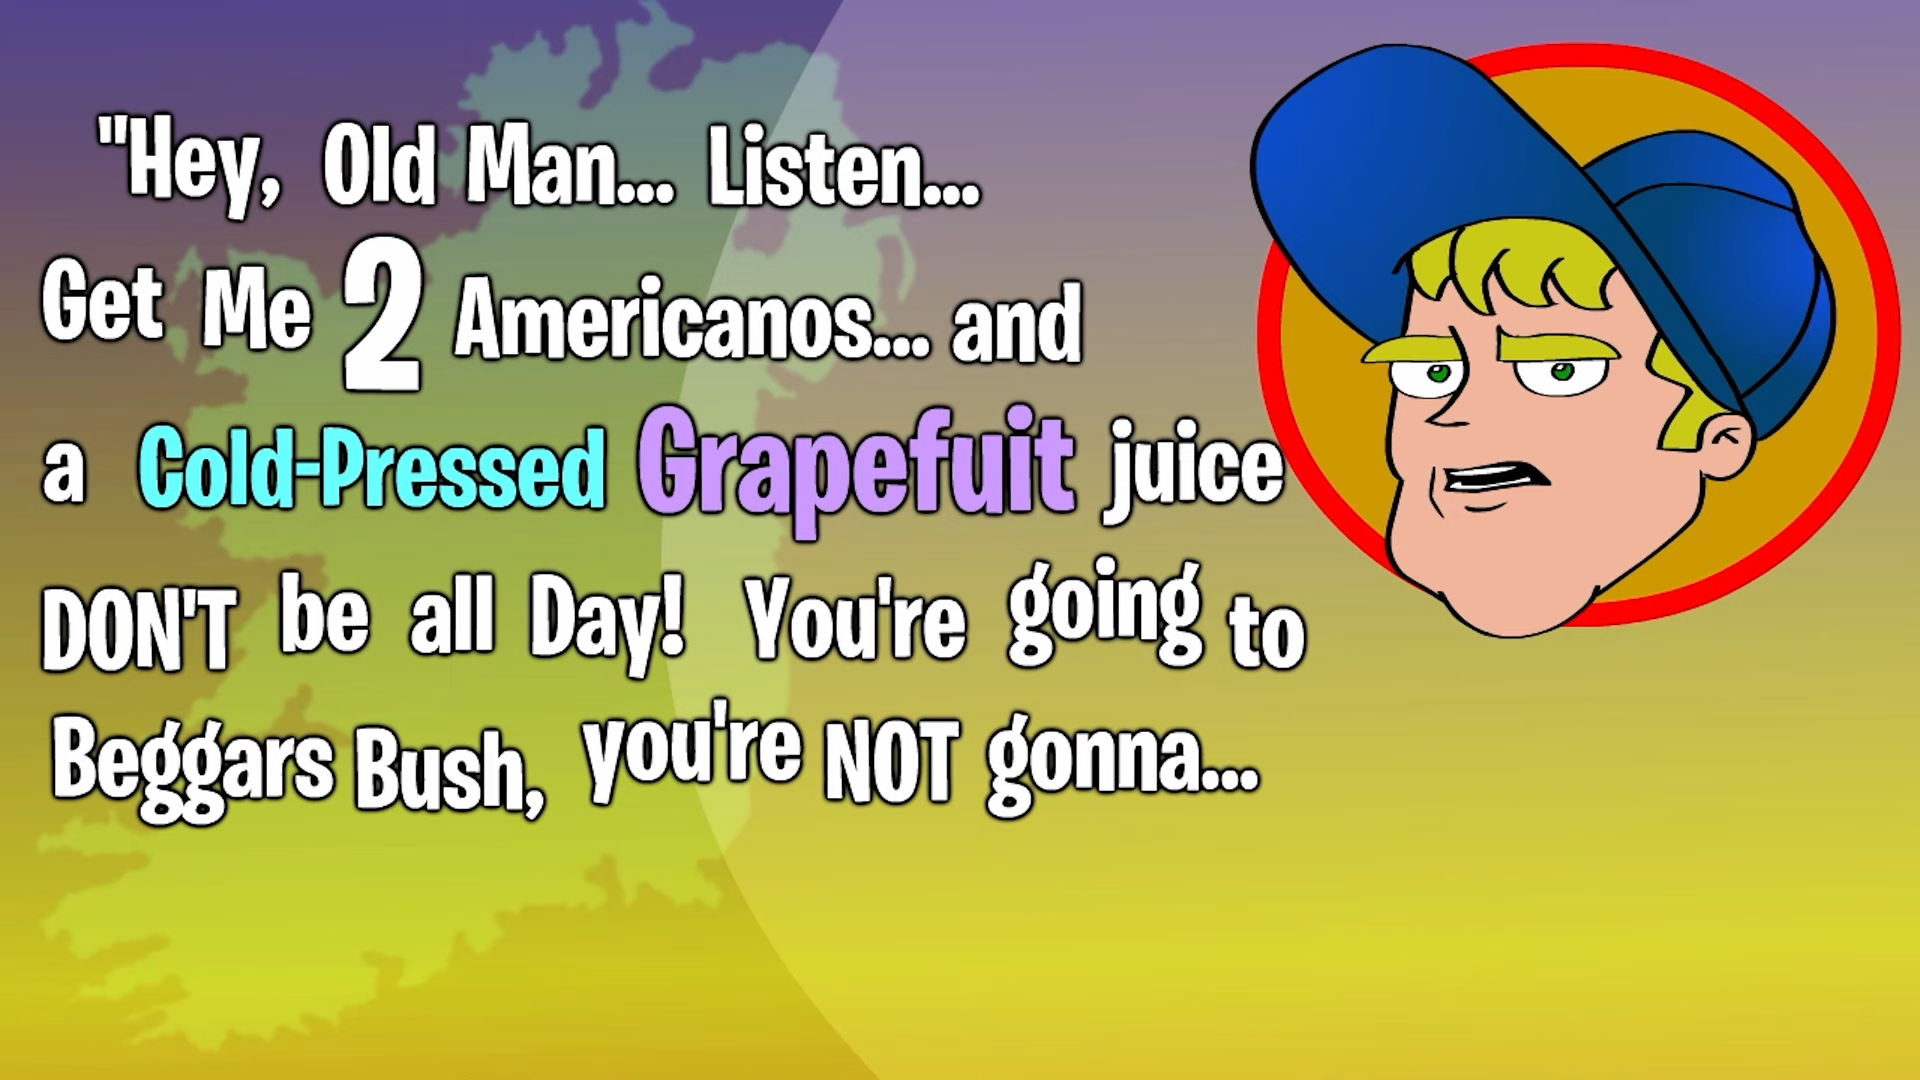 "Hey, Old Man... Listen...
Get Me 2 Americanos... and
a Cold-Pressed Grapefuit juice
DON'T be all Day! You're going to
Beggars Bush, you're NOT gonna...